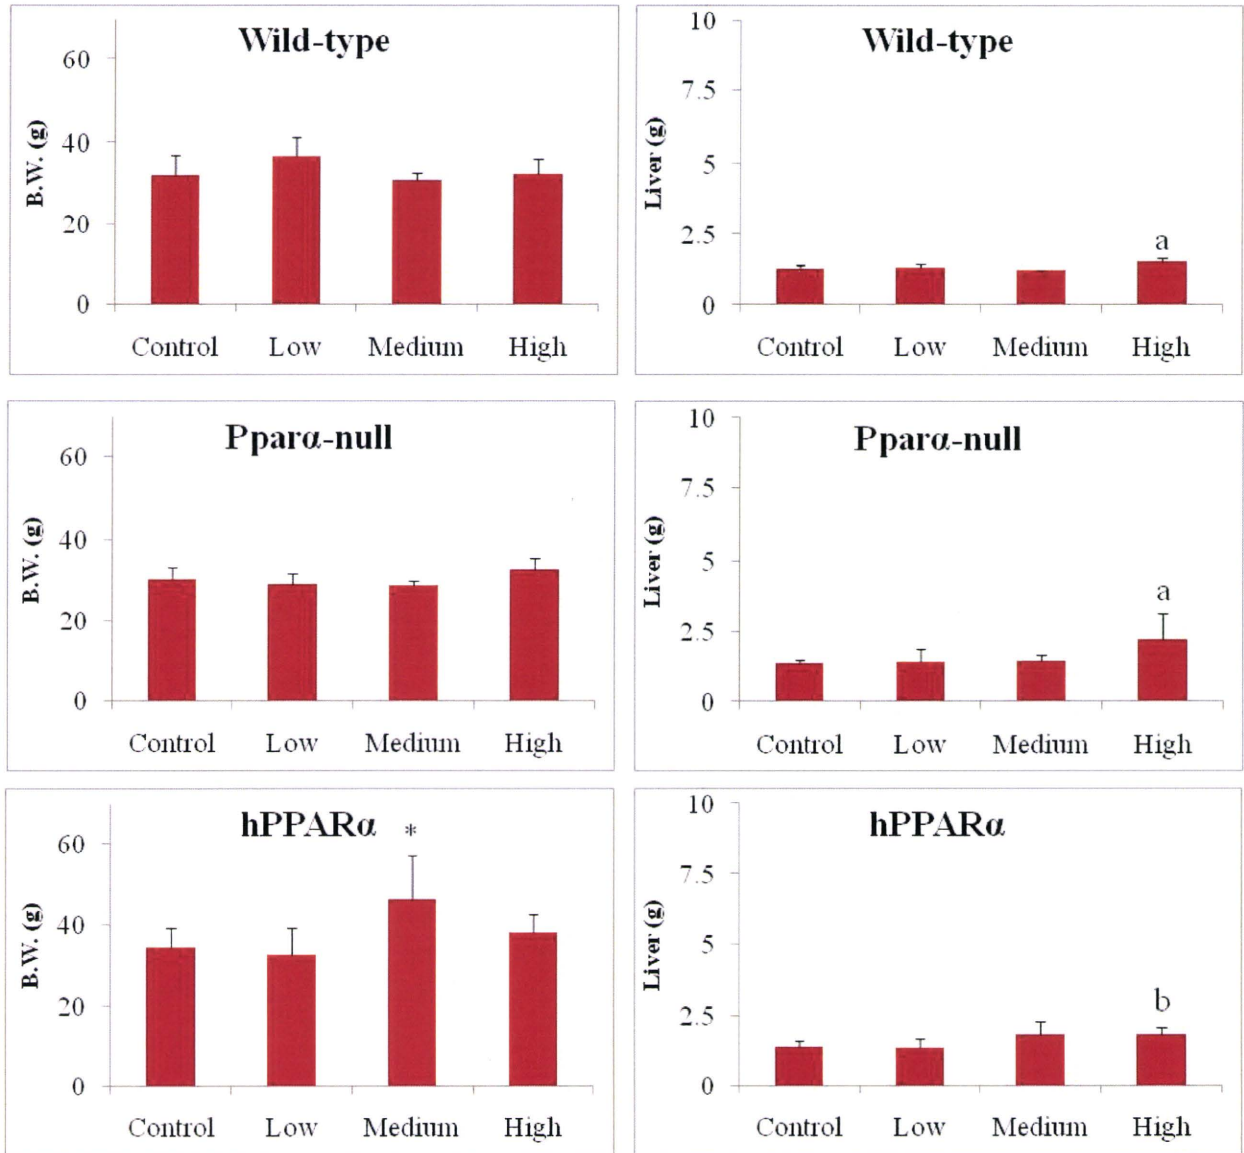 Wild-type
60
40
20
0
B.W. (g)
Control Low Medium High
Wild-type
10
7.5
5
2.5
0
Liver (g)
a
Control Low Medium High
Pparα-null
60
40
20
0
B.W. (g)
Control Low Medium High
Pparα-null
10
7.5
5
2.5
0
Liver (g)
a
Control Low Medium High
hPPARα
*
60
40
20
0
B.W. (g)
Control Low Medium High
hPPARα
10
7.5
5
2.5
0
Liver (g)
b
Control Low Medium High